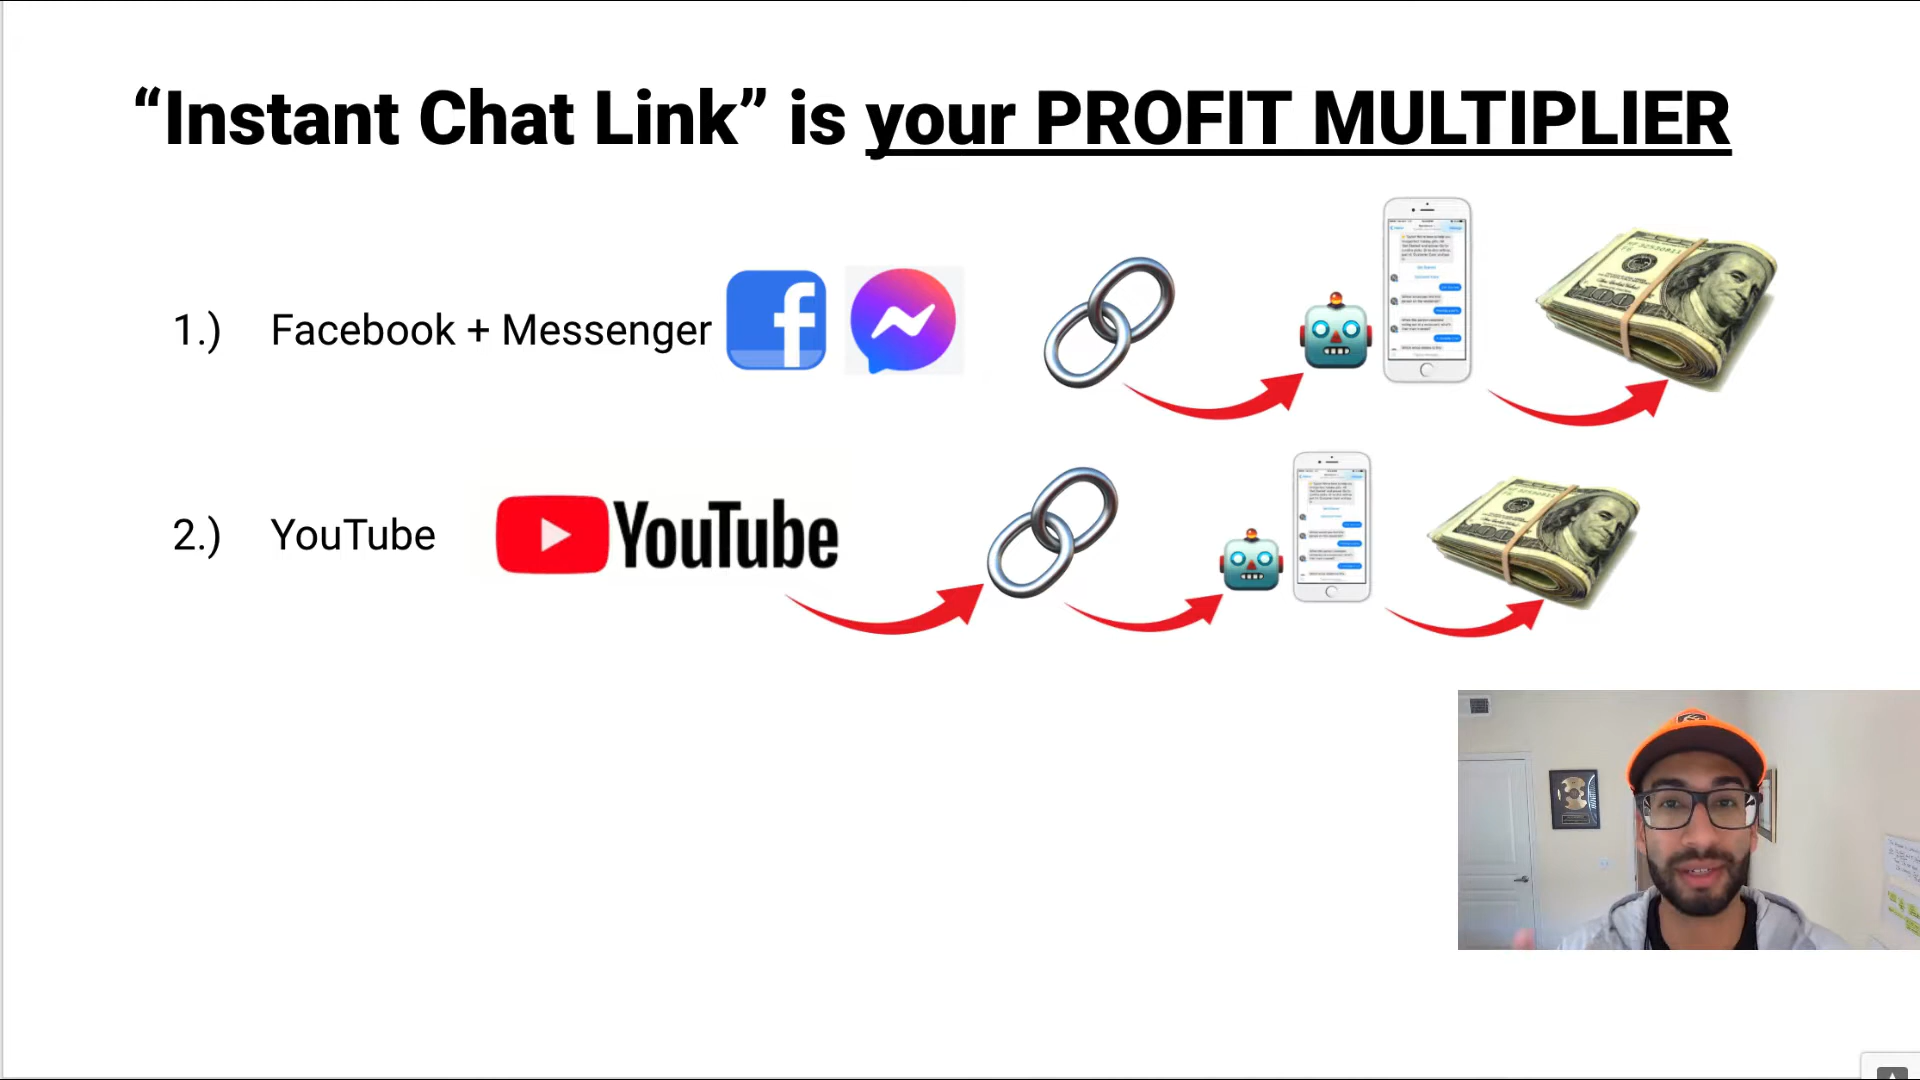 “Instant Chat Link” is your PROFIT MULTIPLIER
1.) Facebook + Messenger
2.) YouTube
YouTube